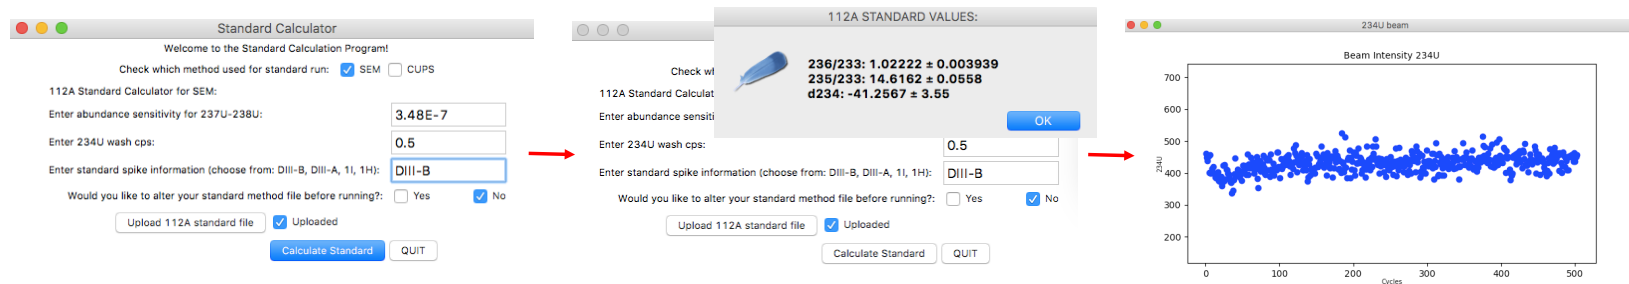 Standard Calculator
Welcome to the Standard Calculation Program!
Check which method used for standard run: SEM CUPS
112A Standard Calculator for SEM:
Enter abundance sensitivity for 237U-238U: 3.48E-7
Enter 234U wash cps: 0.5
Enter standard spike information (choose from: DIII-B, DIII-A, 1I, 1H): DIII-B
Would you like to alter your standard method file before running?: Yes No
Upload 112A standard file Uploaded
Calculate Standard QUIT
112A STANDARD VALUES:
236/233: 1.02222 ± 0.003939
235/233: 14.6162 ± 0.0558
d234: -41.2567 ± 3.55
OK
Check wh
112A Standard Calculat
Enter abundance sensiti
Enter 234U wash cps: 0.5
Enter standard spike information (choose from: DIII-B, DIII-A, 1I, 1H): DIII-B
Would you like to alter your standard method file before running?: Yes No
Upload 112A standard file Uploaded
Calculate Standard QUIT
234U beam
Beam Intensity 234U
700
600
500
400
300
200
234U
0 100 200 300 400 500
Cycles